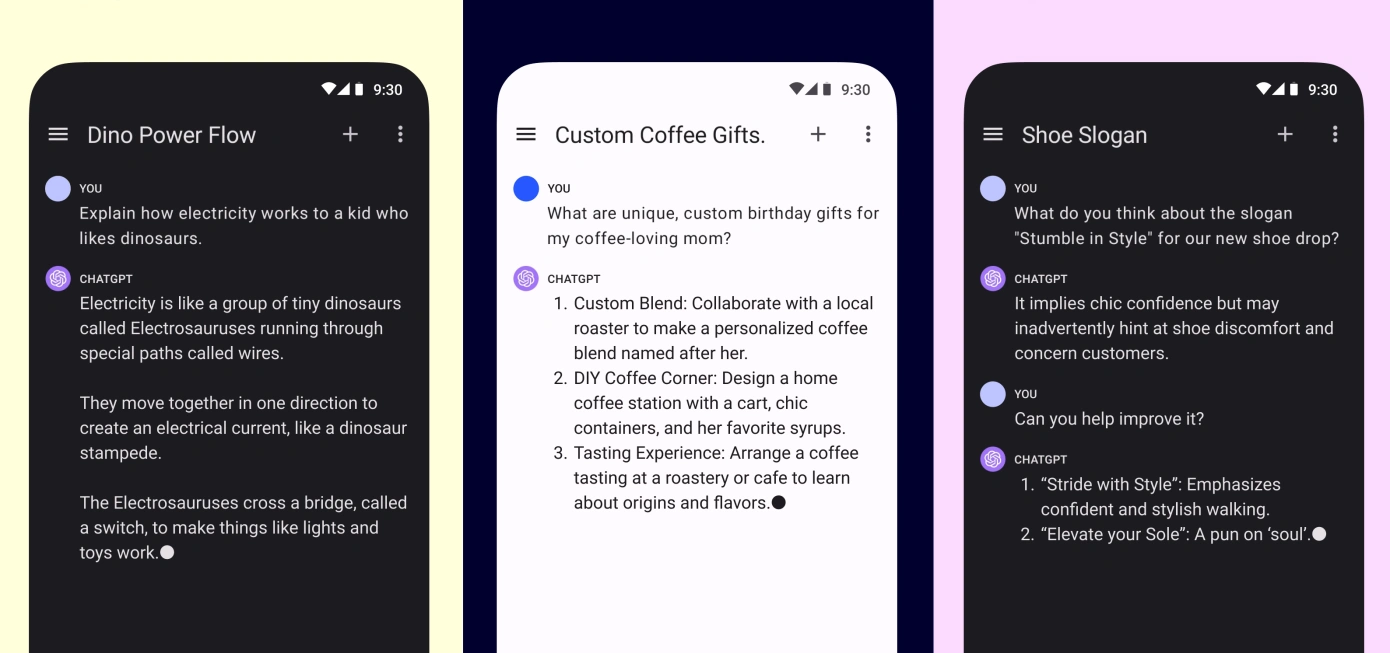 9:30
Dino Power Flow
YOU
Explain how electricity works to a kid who
likes dinosaurs.
CHATGPT
Electricity is like a group of tiny dinosaurs
called Electrosauruses running through
special paths called wires.
They move together in one direction to
create an electrical current, like a dinosaur
stampede.
The Electrosauruses cross a bridge, called
a switch, to make things like lights and
toys work.
9:30
Custom Coffee Gifts.
YOU
What are unique, custom birthday gifts for
my coffee-loving mom?
CHATGPT
1. Custom Blend: Collaborate with a local
roaster to make a personalized coffee
blend named after her.
2. DIY Coffee Corner: Design a home
coffee station with a cart, chic
containers, and her favorite syrups.
3. Tasting Experience: Arrange a coffee
tasting at a roastery or cafe to learn
about origins and flavors.
9:30
Shoe Slogan
YOU
What do you think about the slogan
"Stumble in Style" for our new shoe drop?
CHATGPT
It implies chic confidence but may
inadvertently hint at shoe discomfort and
concern customers.
YOU
Can you help improve it?
CHATGPT
1. “Stride with Style”: Emphasizes
confident and stylish walking.
2. “Elevate your Sole”: A pun on ‘soul’.